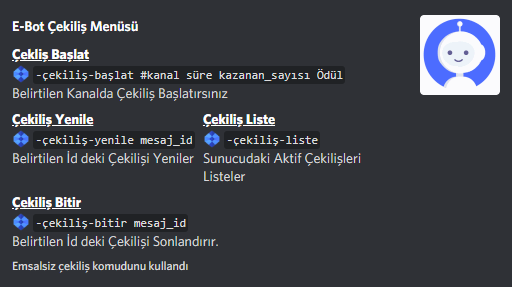 E-Bot Çekiliş Menüsü
Çekliş Başlat
-çekiliş-başlat #kanal süre kazanan_sayısı Ödül
Belirtilen Kanalda Çekiliş Başlatırsınız
Çekiliş Yenile
-çekiliş-yenile mesaj_id
Belirtilen İd deki Çekilişi Yeniler
Çekiliş Liste
-çekiliş-liste
Sunucudaki Aktif Çekilişleri
Listeler
Çekiliş Bitir
-çekiliş-bitir mesaj_id
Belirtilen İd deki Çekilişi Sonlandırır.
Emsalsiz çekiliş komudunu kullandı